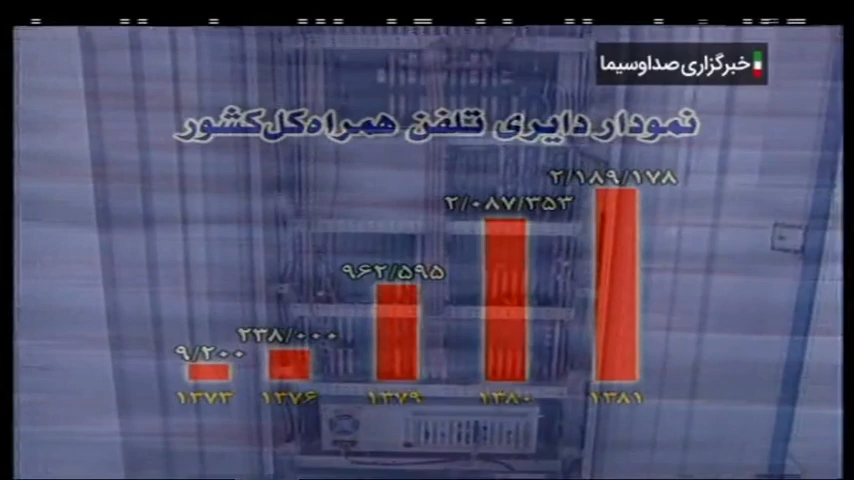 خبرگزاری صداوسیما
نمودار دایری تلفن همراه کل کشور
۲/۱۸۹/۱۷۸
۲/۰۸۷/۳۵۳
۹۶۲/۵۹۵
۲۳۸/۰۰۰
۹/۲۰۰
۱۳۷۳ ۱۳۷۶ ۱۳۷۹ ۱۳۸۰ ۱۳۸۱